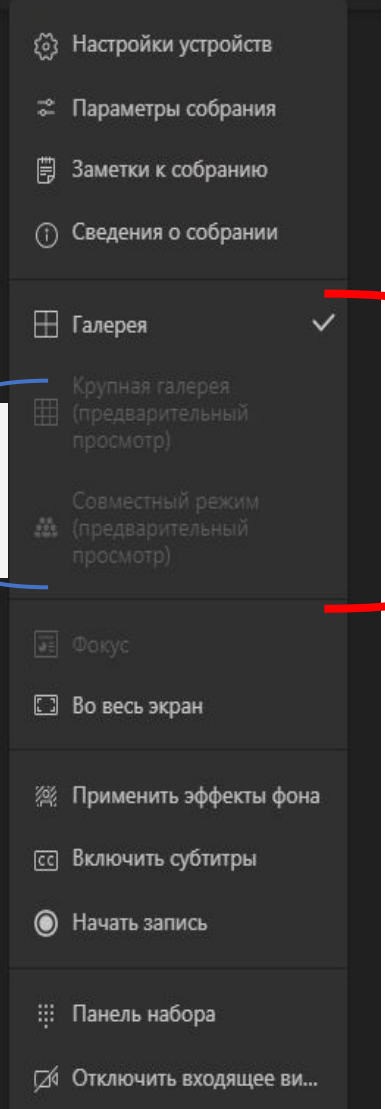 Настройки устройств
Параметры собрания
Заметки к собранию
Сведения о собрании
Галерея
Крупная галерея
(предварительный
просмотр)
Совместный режим
(предварительный
просмотр)
Фокус
Во весь экран
Применить эффекты фона
Включить субтитры
Начать запись
Панель набора
Отключить входящее ви...